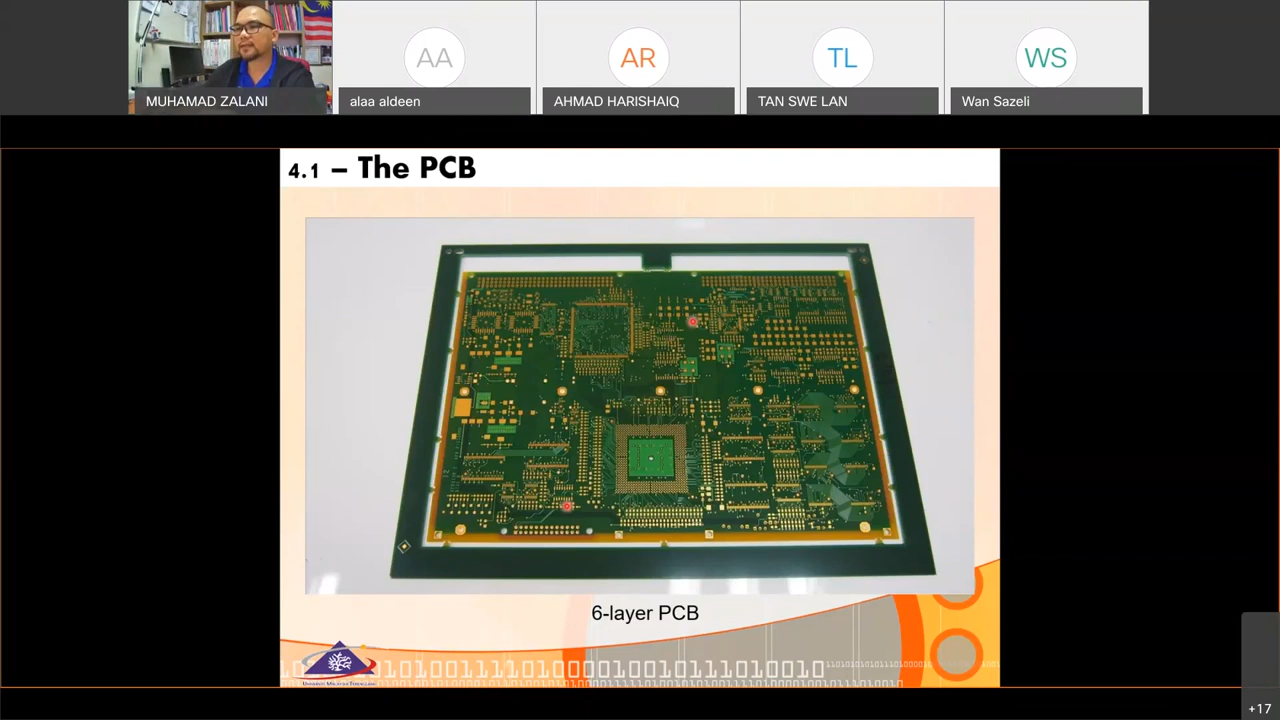 AA
AR
TL
WS
MUHAMAD ZALANI
alaa aldeen
AHMAD HARISHAIQ
TAN SWE LAN
Wan Sazeli
4.1 – The PCB
6-layer PCB
+17